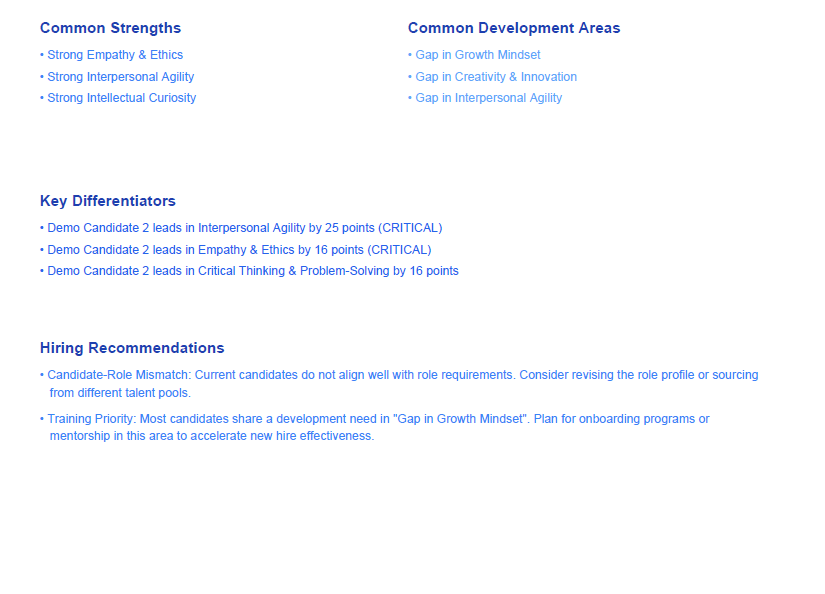 Common Strengths
• Strong Empathy & Ethics
• Strong Interpersonal Agility
• Strong Intellectual Curiosity
Common Development Areas
• Gap in Growth Mindset
• Gap in Creativity & Innovation
• Gap in Interpersonal Agility
Key Differentiators
• Demo Candidate 2 leads in Interpersonal Agility by 25 points (CRITICAL)
• Demo Candidate 2 leads in Empathy & Ethics by 16 points (CRITICAL)
• Demo Candidate 2 leads in Critical Thinking & Problem-Solving by 16 points
Hiring Recommendations
• Candidate-Role Mismatch: Current candidates do not align well with role requirements. Consider revising the role profile or sourcing
from different talent pools.
• Training Priority: Most candidates share a development need in "Gap in Growth Mindset". Plan for onboarding programs or
mentorship in this area to accelerate new hire effectiveness.